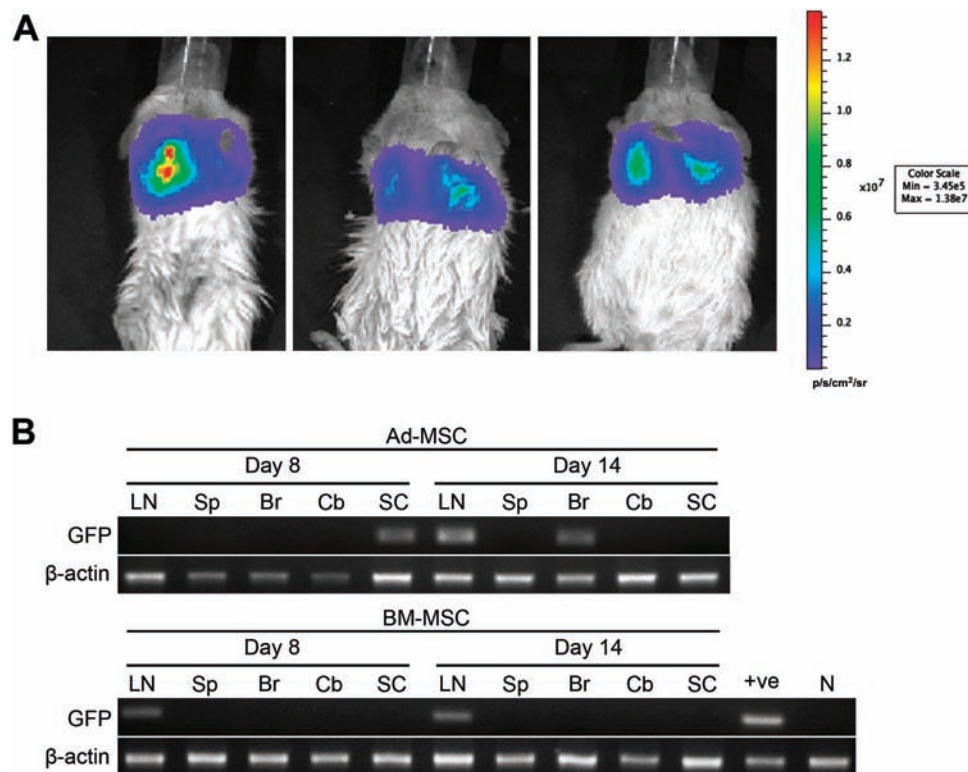 A
1.2
1.0
0.8
x10⁷
0.6
0.4
0.2
p/s/cm²/sr
Color Scale
Min = 3.45e5
Max = 1.38e7
B
Ad-MSC
Day 8 Day 14
LN Sp Br Cb SC LN Sp Br Cb SC
GFP
β-actin
BM-MSC
Day 8 Day 14
LN Sp Br Cb SC LN Sp Br Cb SC +ve N
GFP
β-actin